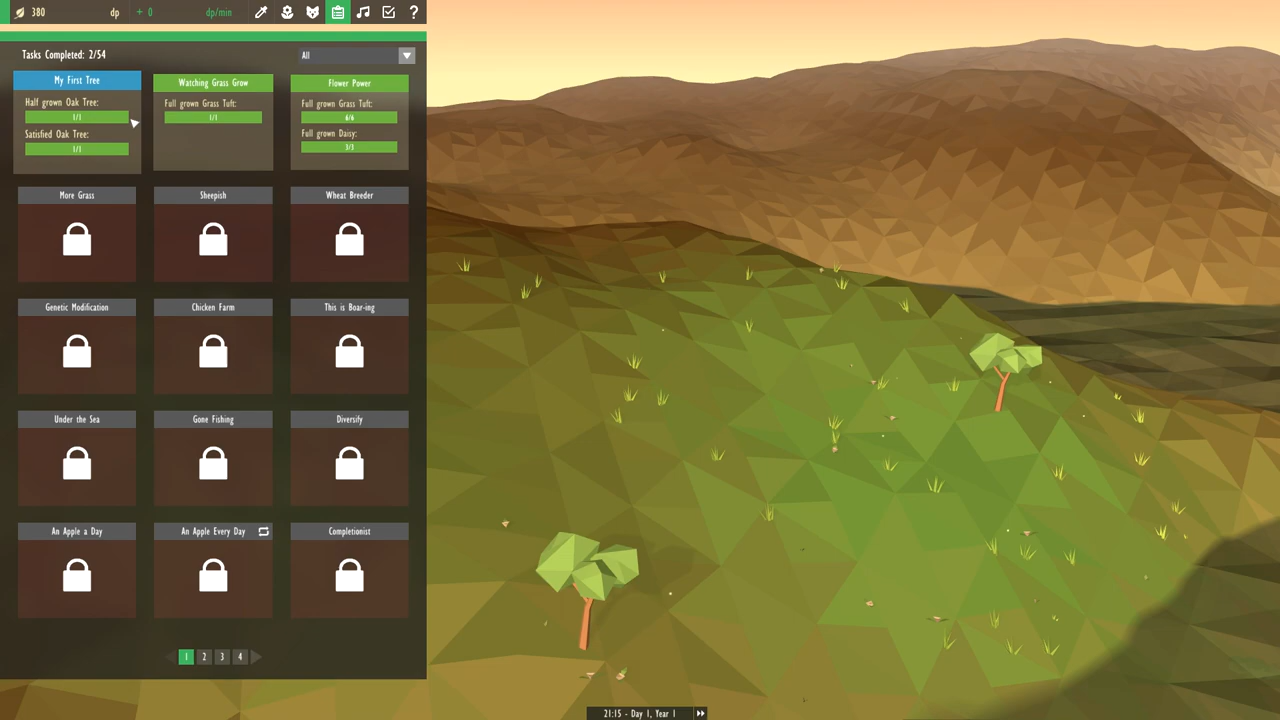 380 dp + 0 dp/min ?
Tasks Completed: 2/54
All
My First Tree
Half grown Oak Tree:
1/1
Satisfied Oak Tree:
1/1
Watching Grass Grow
Full grown Grass Tuft:
1/1
Flower Power
Full grown Grass Tuft:
6/6
Full grown Daisy:
3/3
More Grass
Sheepish
Wheat Breeder
Genetic Modification
Chicken Farm
This is Boar-ing
Under the Sea
Gone Fishing
Diversify
An Apple a Day
An Apple Every Day
Completionist
1 2 3 4
21:15 - Day 1, Year 1